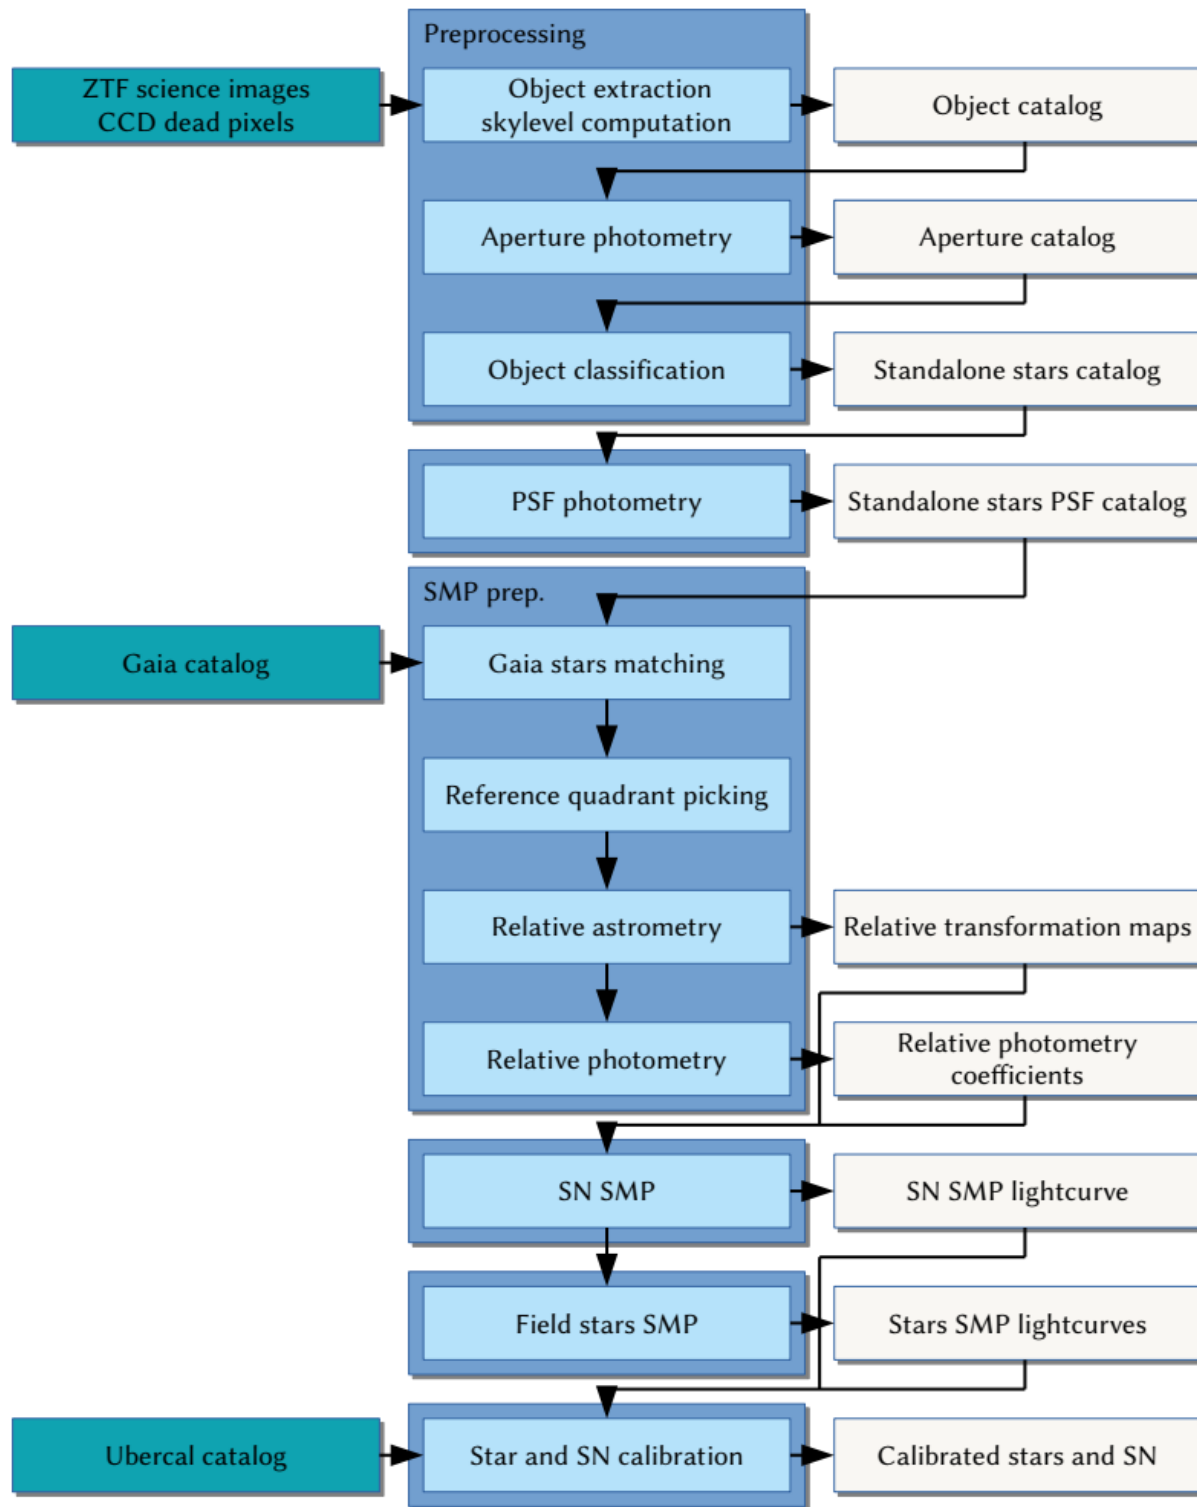 Preprocessing
ZTF science images
CCD dead pixels
Object extraction
skylevel computation
Object catalog
Aperture photometry
Aperture catalog
Object classification
Standalone stars catalog
PSF photometry
Standalone stars PSF catalog
SMP prep.
Gaia catalog
Gaia stars matching
Reference quadrant picking
Relative astrometry
Relative transformation maps
Relative photometry
Relative photometry
coefficients
SN SMP
SN SMP lightcurve
Field stars SMP
Stars SMP lightcurves
Ubercal catalog
Star and SN calibration
Calibrated stars and SN